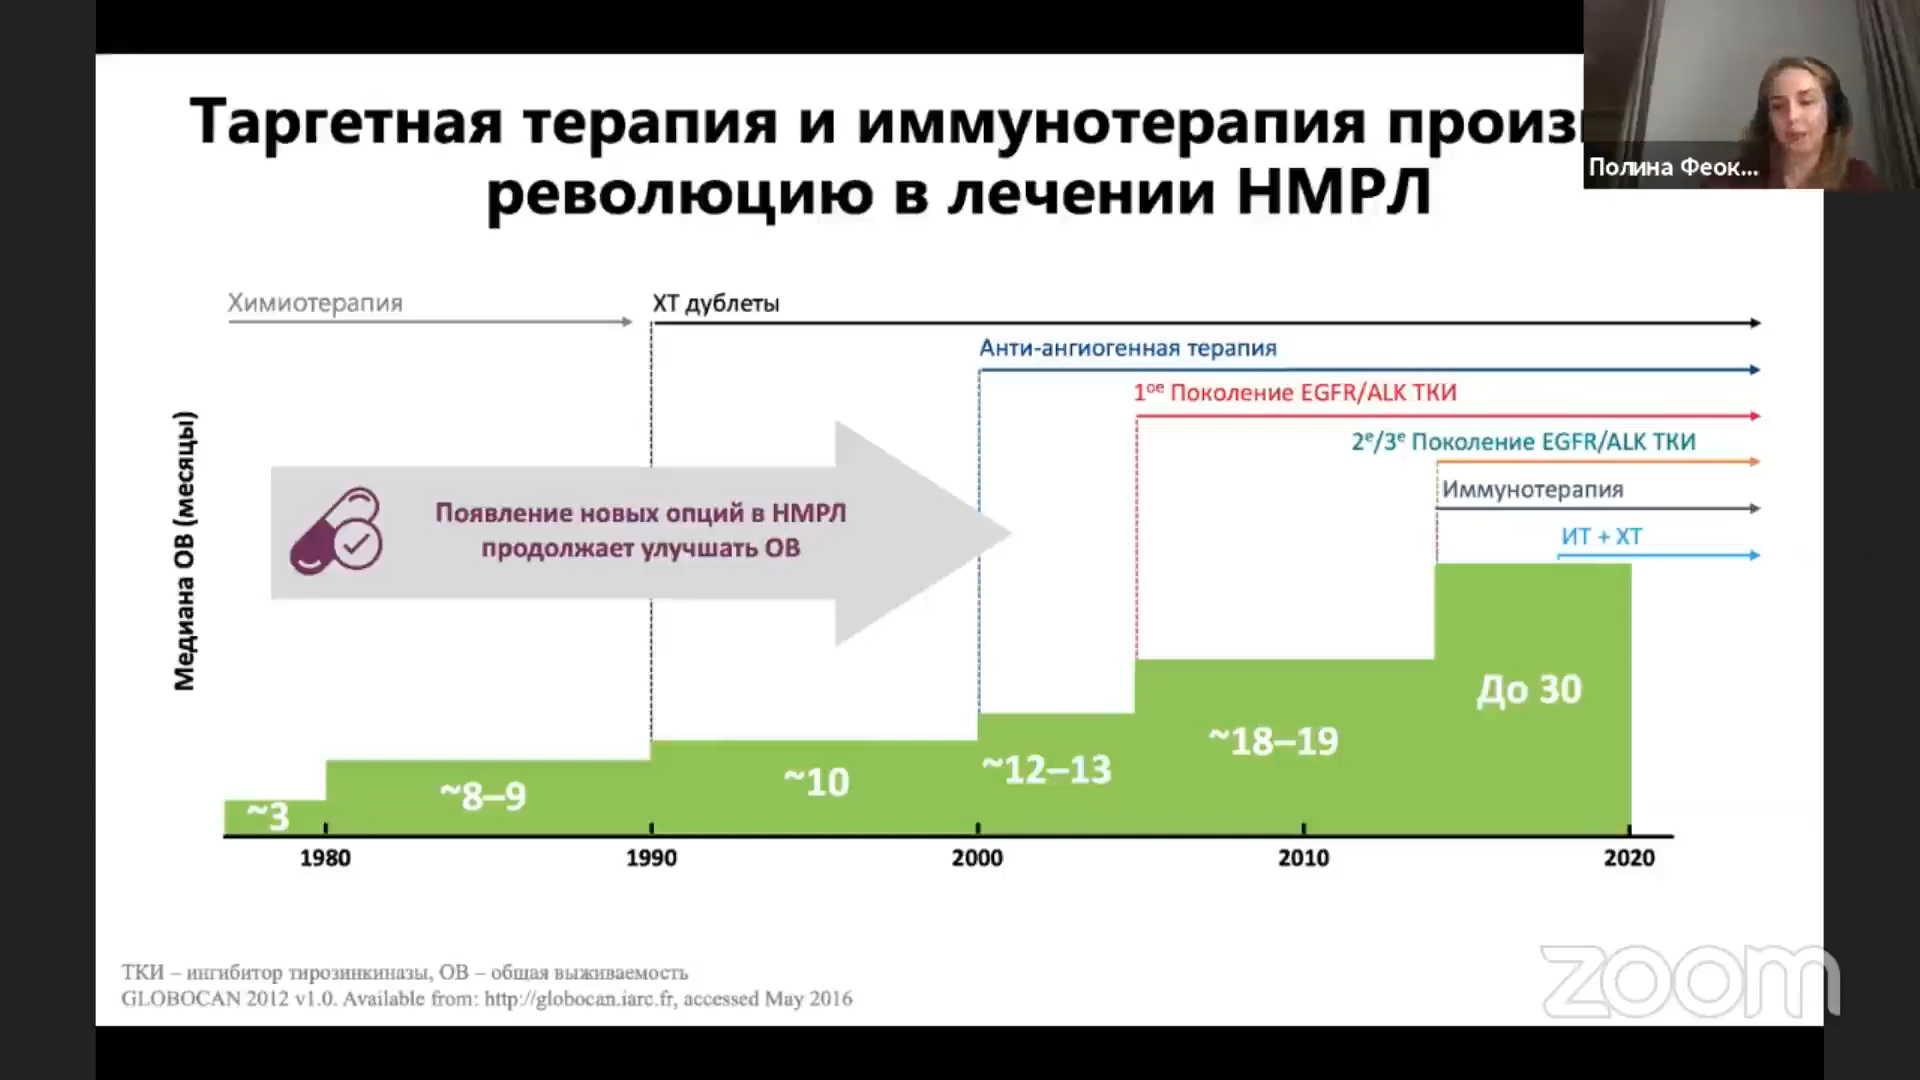 Таргетная терапия и иммунотерапия произ
революцию в лечении НМРЛ
Полина Феок...
Химиотерапия
ХТ дублеты
Анти-ангиогенная терапия
1ое Поколение EGFR/ALK ТКИ
2е/3е Поколение EGFR/ALK ТКИ
Иммунотерапия
ИТ + ХТ
Медиана ОВ (месяцы)
Появление новых опций в НМРЛ
продолжает улучшать ОВ
~3
~8–9
~10
~12–13
~18–19
До 30
1980
1990
2000
2010
2020
ТКИ – ингибитор тирозинкиназы, ОВ – общая выживаемость
GLOBOCAN 2012 v1.0. Available from: http://globocan.iarc.fr, accessed May 2016
zoom